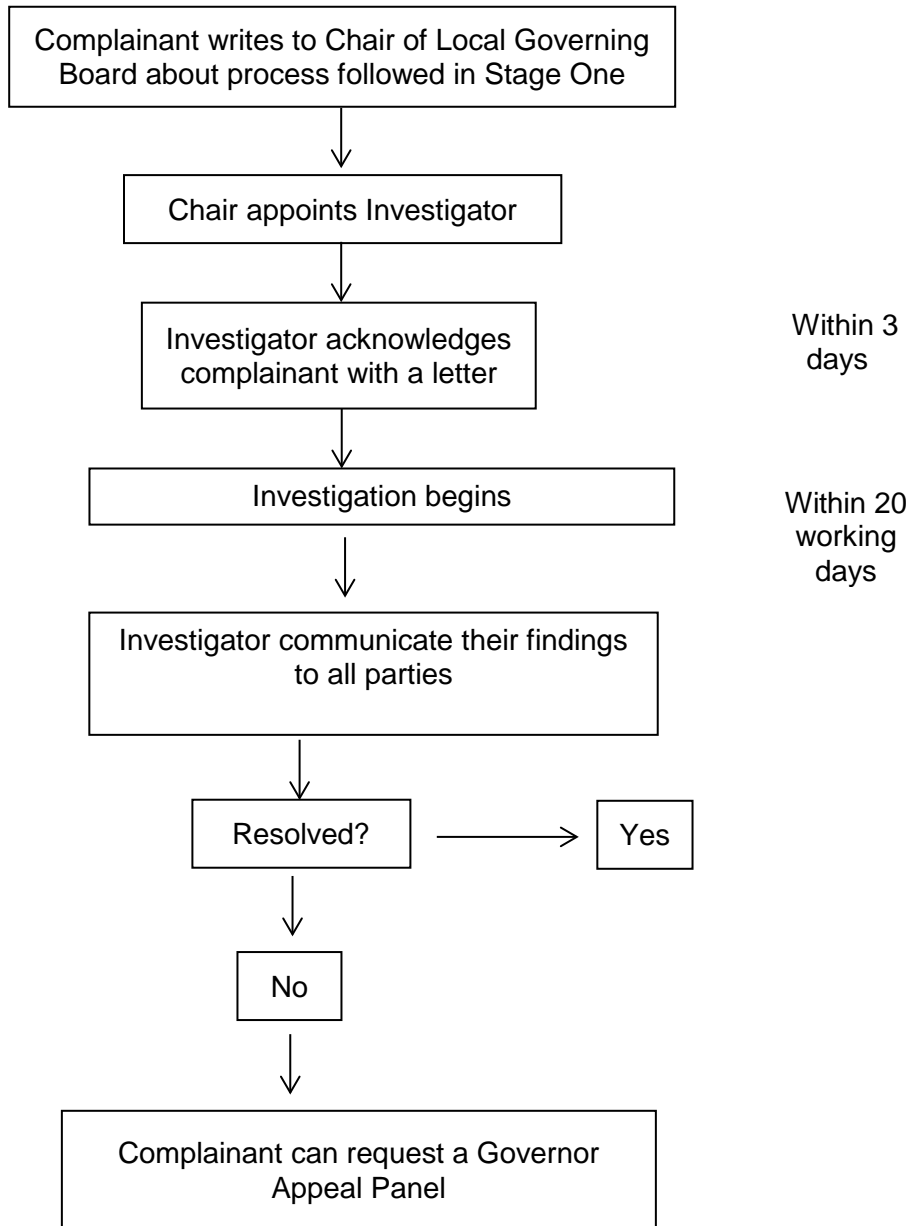 Complainant writes to Chair of Local Governing
Board about process followed in Stage One
Chair appoints Investigator
Investigator acknowledges
complainant with a letter
Within 3
days
Investigation begins
Within 20
working
days
Investigator communicate their findings
to all parties
Resolved?
Yes
No
Complainant can request a Governor
Appeal Panel